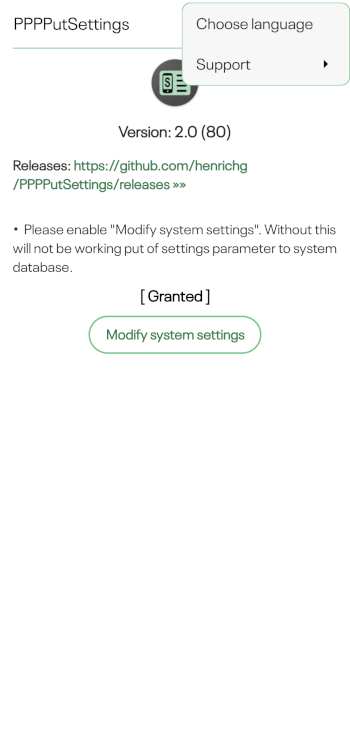 PPPPutSettings
Choose language
Support
Version: 2.0 (80)
Releases: https://github.com/henrichg
/PPPPutSettings/releases »»
• Please enable "Modify system settings". Without this
will not be working put of settings parameter to system
database.
[ Granted ]
Modify system settings